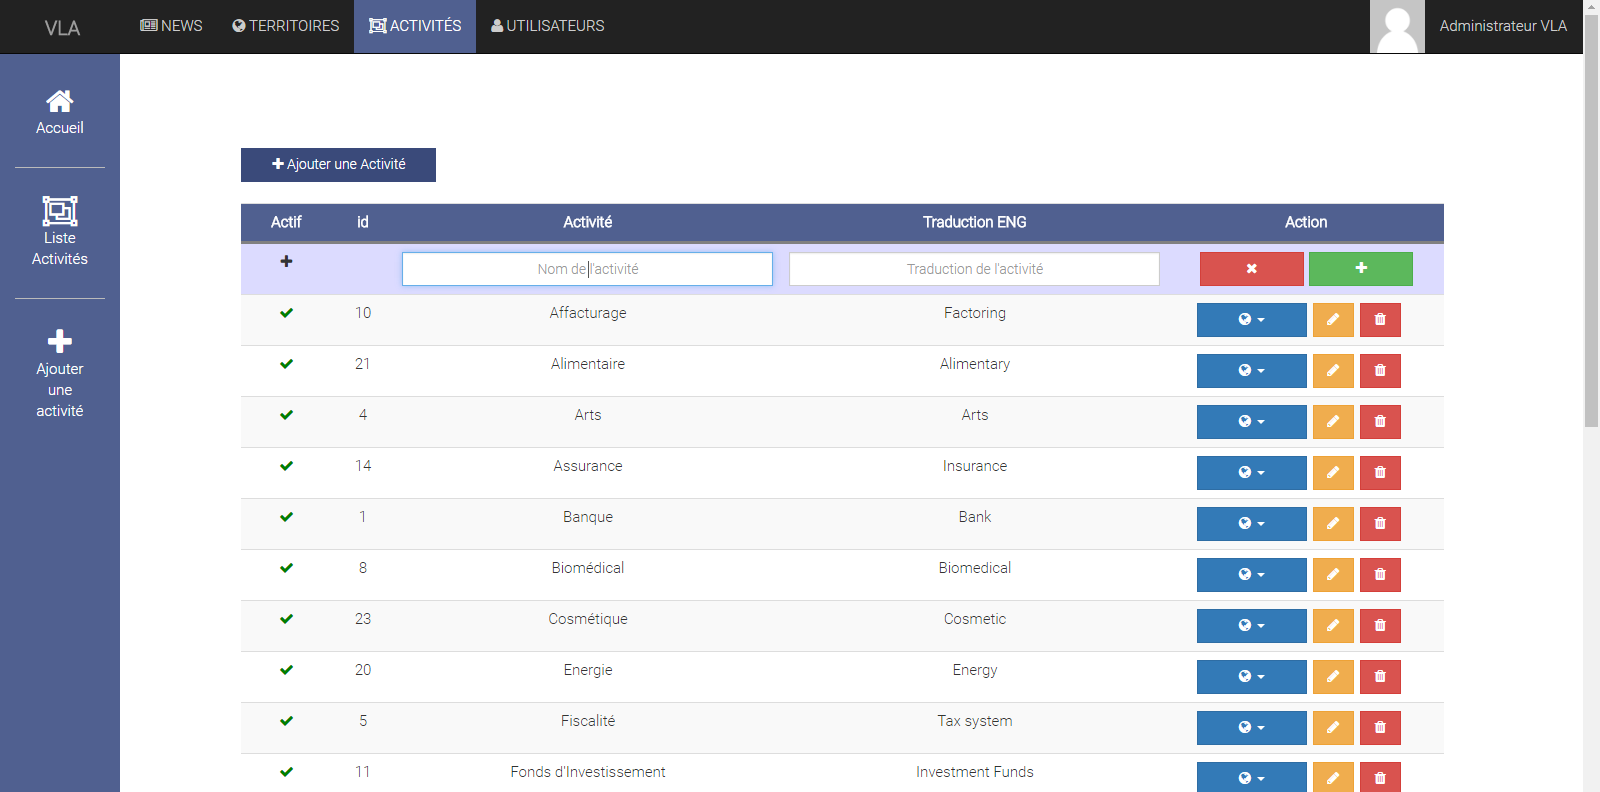 VLA NEWS TERRITOIRES ACTIVITÉS UTILISATEURS Administrateur VLA
Accueil
Liste
Activités
Ajouter
une
activité
Ajouter une Activité
Actif id Activité Traduction ENG Action
Nom de l'activité Traduction de l'activité
10 Affacturage Factoring
21 Alimentaire Alimentary
4 Arts Arts
14 Assurance Insurance
1 Banque Bank
8 Biomédical Biomedical
23 Cosmétique Cosmetic
20 Energie Energy
5 Fiscalité Tax system
11 Fonds d'Investissement Investment Funds